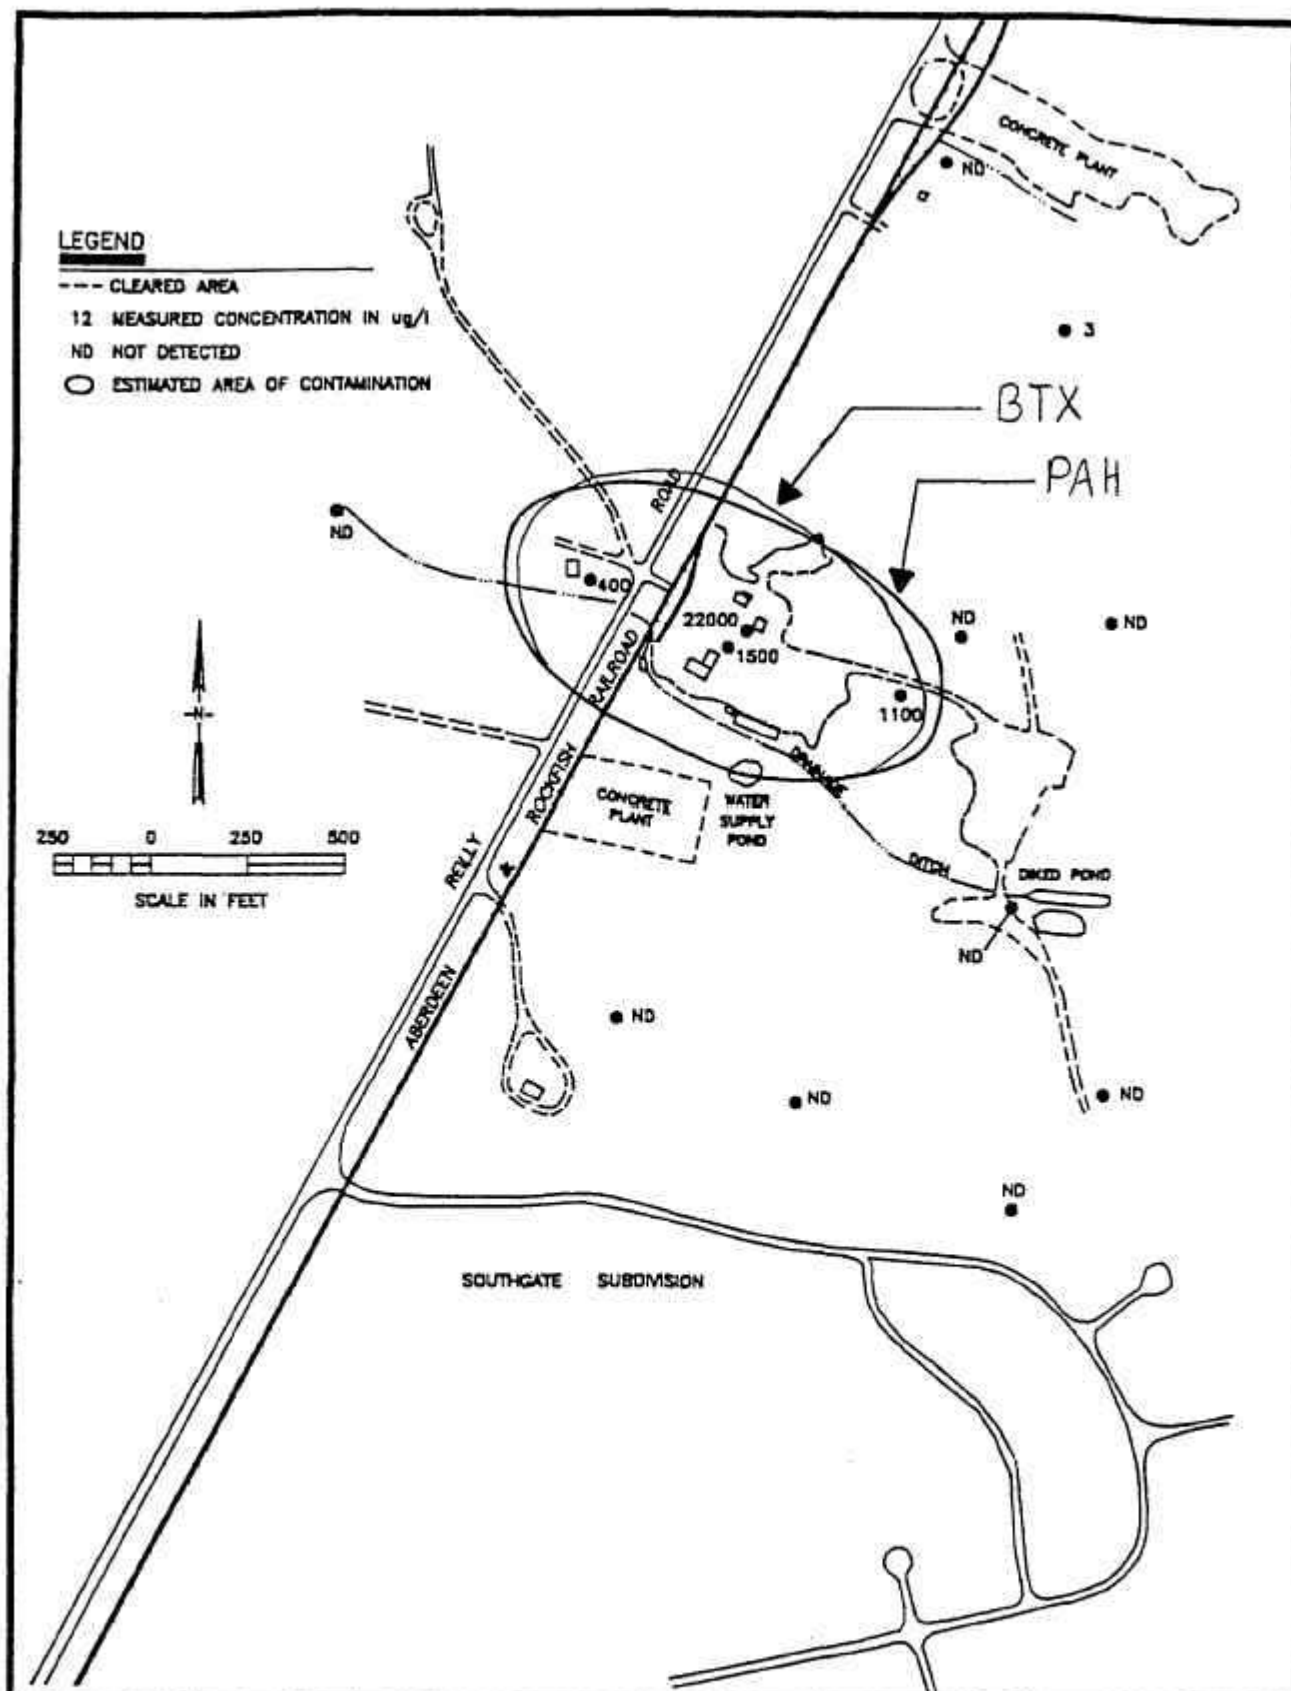 CONCRETE PLANT
ND
LEGEND
CLEARED AREA
12 MEASURED CONCENTRATION IN ug/l
ND NOT DETECTED
ESTIMATED AREA OF CONTAMINATION
3
BTX
PAH
ROAD
ND
400
22000
1500
ND
ND
1100
N
RAILROAD
ROCKFISH
REILLY
ABERDEEN
DRAINAGE
DITCH
CONCRETE
PLANT
WATER
SUPPLY
POND
DIKED POND
250 0 250 500
SCALE IN FEET
ND
ND
ND
ND
ND
SOUTHGATE SUBDIVISION